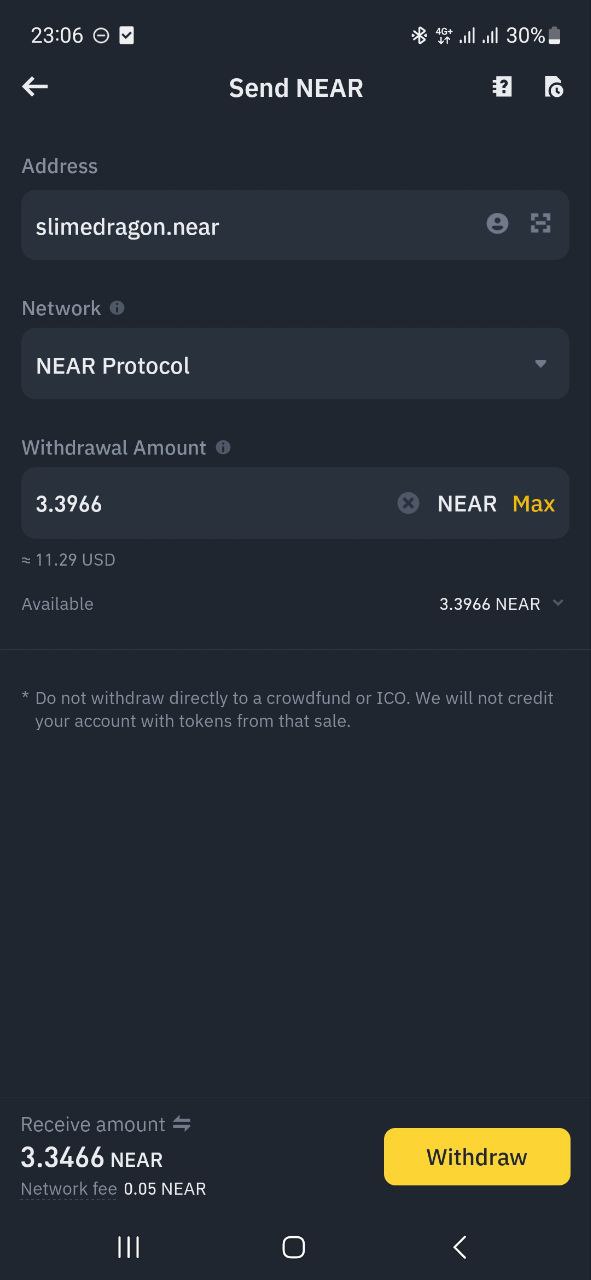 23:06 4G+ 30%
Send NEAR
Address
slimedragon.near
Network
NEAR Protocol
Withdrawal Amount
3.3966 NEAR Max
≈ 11.29 USD
Available 3.3966 NEAR
* Do not withdraw directly to a crowdfund or ICO. We will not credit
your account with tokens from that sale.
Receive amount
3.3466 NEAR
Withdraw
Network fee 0.05 NEAR